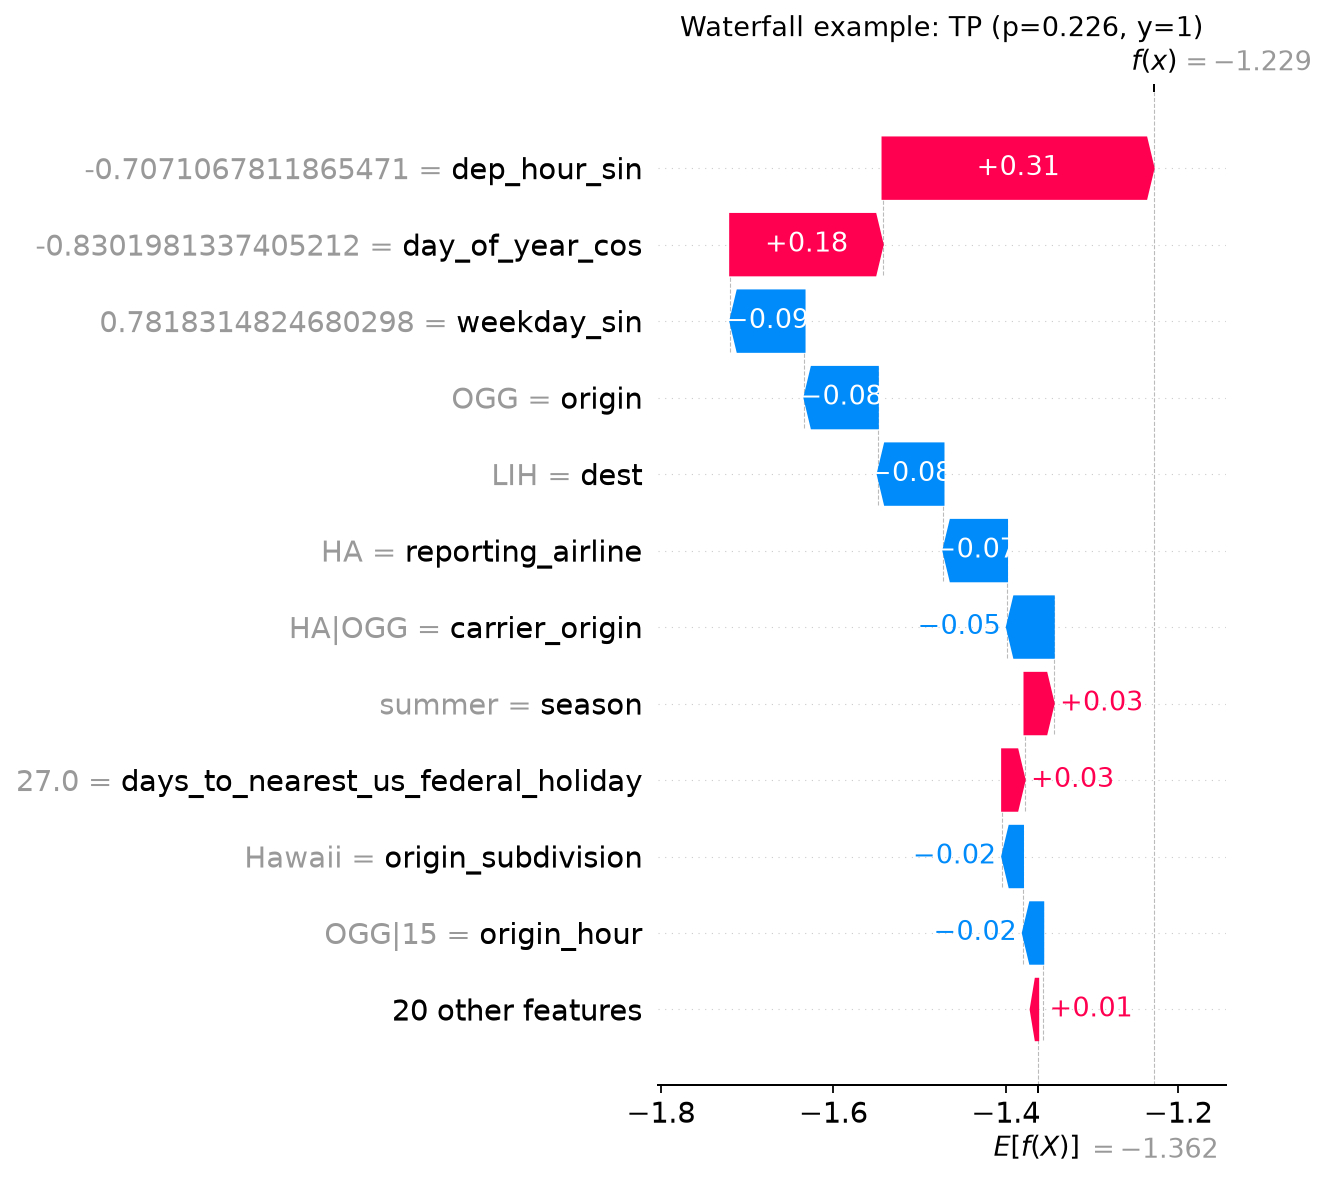 Waterfall example: TP (p=0.226, y=1)
f(x) = −1.229
-0.7071067811865471 = dep_hour_sin +0.31
-0.8301981337405212 = day_of_year_cos +0.18
0.7818314824680298 = weekday_sin −0.09
OGG = origin −0.08
LIH = dest −0.08
HA = reporting_airline −0.07
HA|OGG = carrier_origin −0.05
summer = season +0.03
27.0 = days_to_nearest_us_federal_holiday +0.03
Hawaii = origin_subdivision −0.02
OGG|15 = origin_hour −0.02
20 other features +0.01
−1.8 −1.6 −1.4 −1.2
E[f(X)] = −1.362